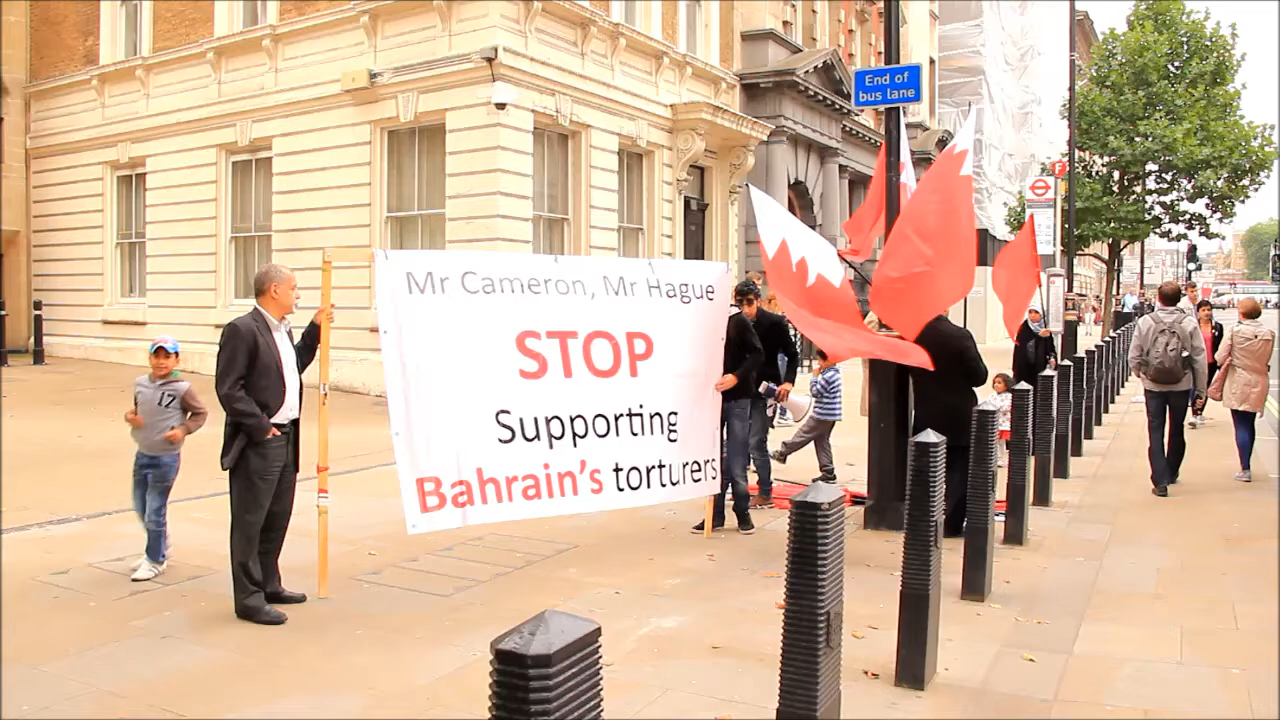 End of
bus lane
Mr Cameron, Mr Hague
STOP
Supporting
Bahrain's torturers
17
F